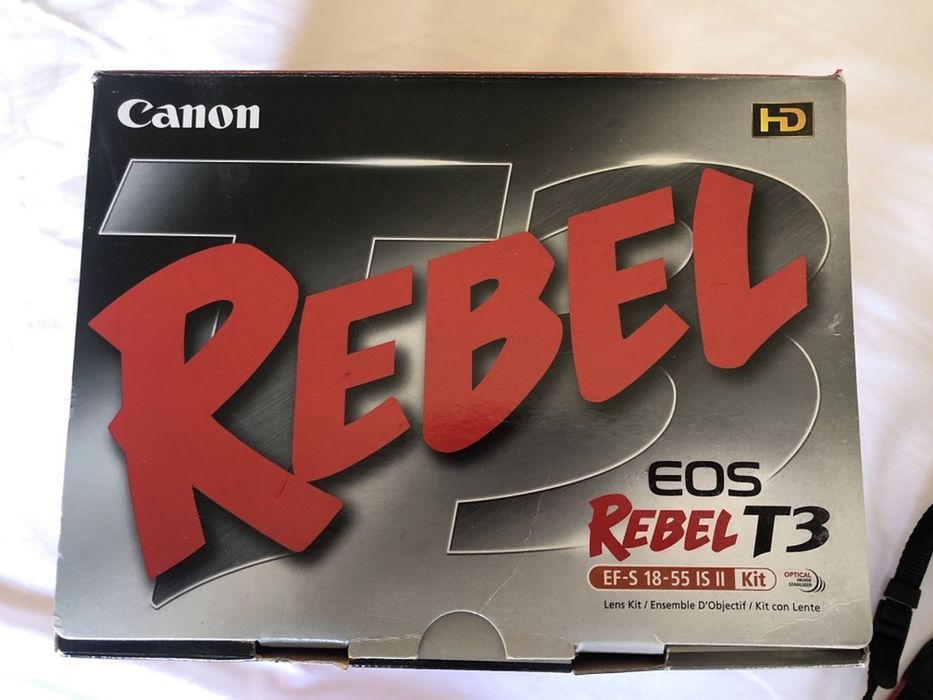 Canon
HD
T3
REBEL
EOS
REBEL T3
EF-S 18-55 IS II Kit
OPTICAL
IMAGE
STABILIZER
Lens Kit / Ensemble D'Objectif / Kit con Lente